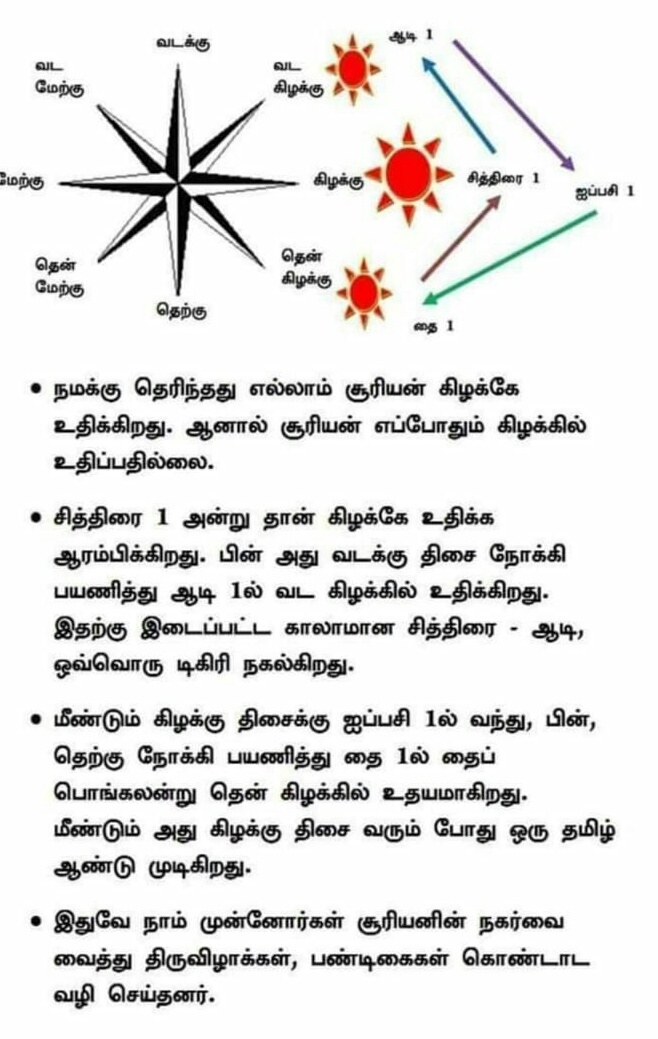 வடக்கு
வட
மேற்கு
வட
கிழக்கு
ஆடி 1
மேற்கு
கிழக்கு
சித்திரை 1
ஐப்பசி 1
தென்
மேற்கு
தென்
கிழக்கு
தெற்கு
தை 1
• நமக்கு தெரிந்தது எல்லாம் சூரியன் கிழக்கே
உதிக்கிறது. ஆனால் சூரியன் எப்போதும் கிழக்கில்
உதிப்பதில்லை.
• சித்திரை 1 அன்று தான் கிழக்கே உதிக்க
ஆரம்பிக்கிறது. பின் அது வடக்கு திசை நோக்கி
பயணித்து ஆடி 1ல் வட கிழக்கில் உதிக்கிறது.
இதற்கு இடைப்பட்ட காலாமான சித்திரை - ஆடி,
ஒவ்வொரு டிகிரி நகல்கிறது.
• மீண்டும் கிழக்கு திசைக்கு ஐப்பசி 1ல் வந்து, பின்,
தெற்கு நோக்கி பயணித்து தை 1ல் தைப்
பொங்கலன்று தென் கிழக்கில் உதயமாகிறது.
மீண்டும் அது கிழக்கு திசை வரும் போது ஒரு தமிழ்
ஆண்டு முடிகிறது.
• இதுவே நாம் முன்னோர்கள் சூரியனின் நகர்வை
வைத்து திருவிழாக்கள், பண்டிகைகள் கொண்டாட
வழி செய்தனர்.